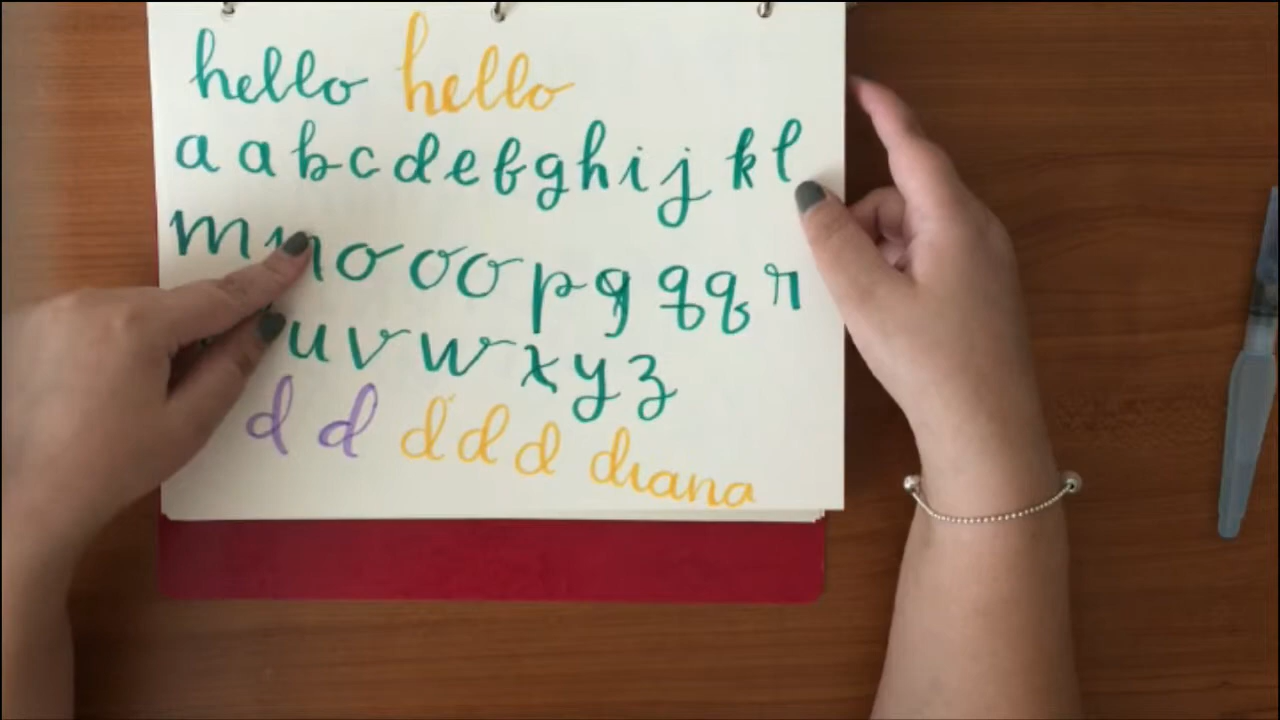 hello hello
a a b c d e f g h i j k l
m n o o o p g q q r
u v w x y z
d d d d d diana